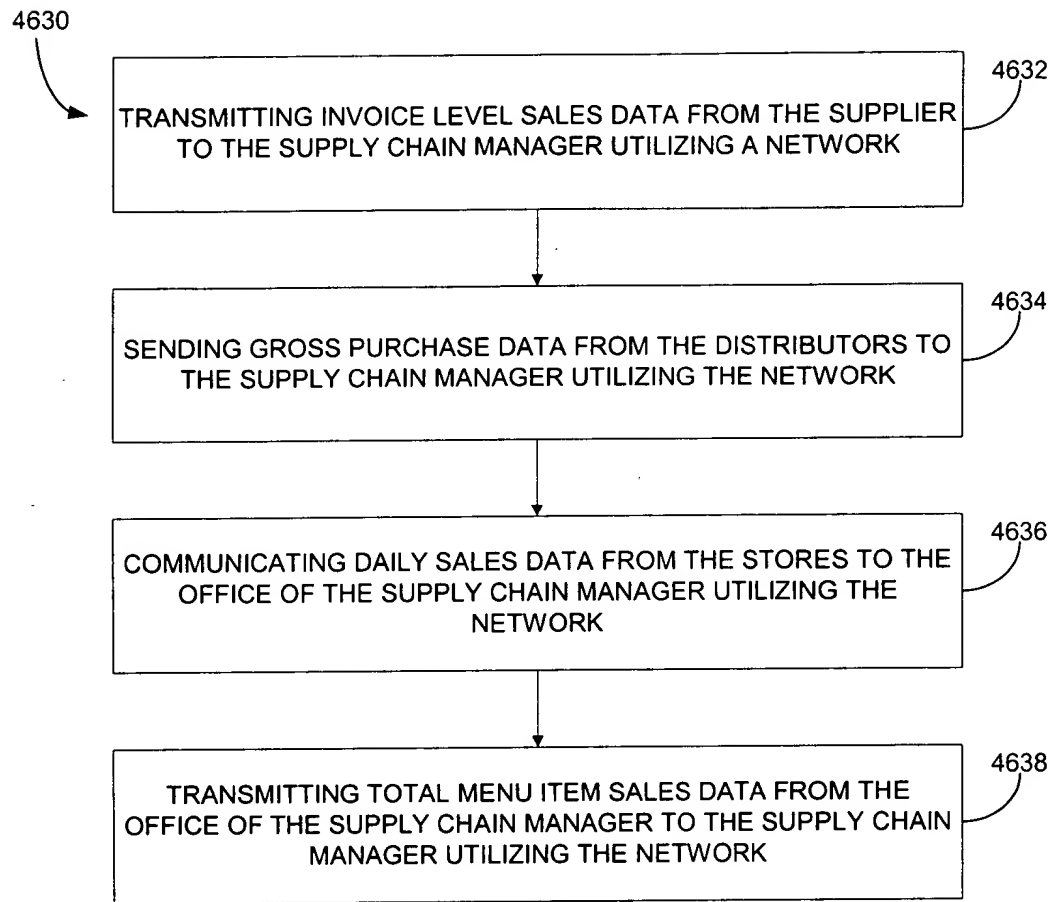 4630
4632
TRANSMITTING INVOICE LEVEL SALES DATA FROM THE SUPPLIER
TO THE SUPPLY CHAIN MANAGER UTILIZING A NETWORK
4634
SENDING GROSS PURCHASE DATA FROM THE DISTRIBUTORS TO
THE SUPPLY CHAIN MANAGER UTILIZING THE NETWORK
4636
COMMUNICATING DAILY SALES DATA FROM THE STORES TO THE
OFFICE OF THE SUPPLY CHAIN MANAGER UTILIZING THE
NETWORK
4638
TRANSMITTING TOTAL MENU ITEM SALES DATA FROM THE
OFFICE OF THE SUPPLY CHAIN MANAGER TO THE SUPPLY CHAIN
MANAGER UTILIZING THE NETWORK